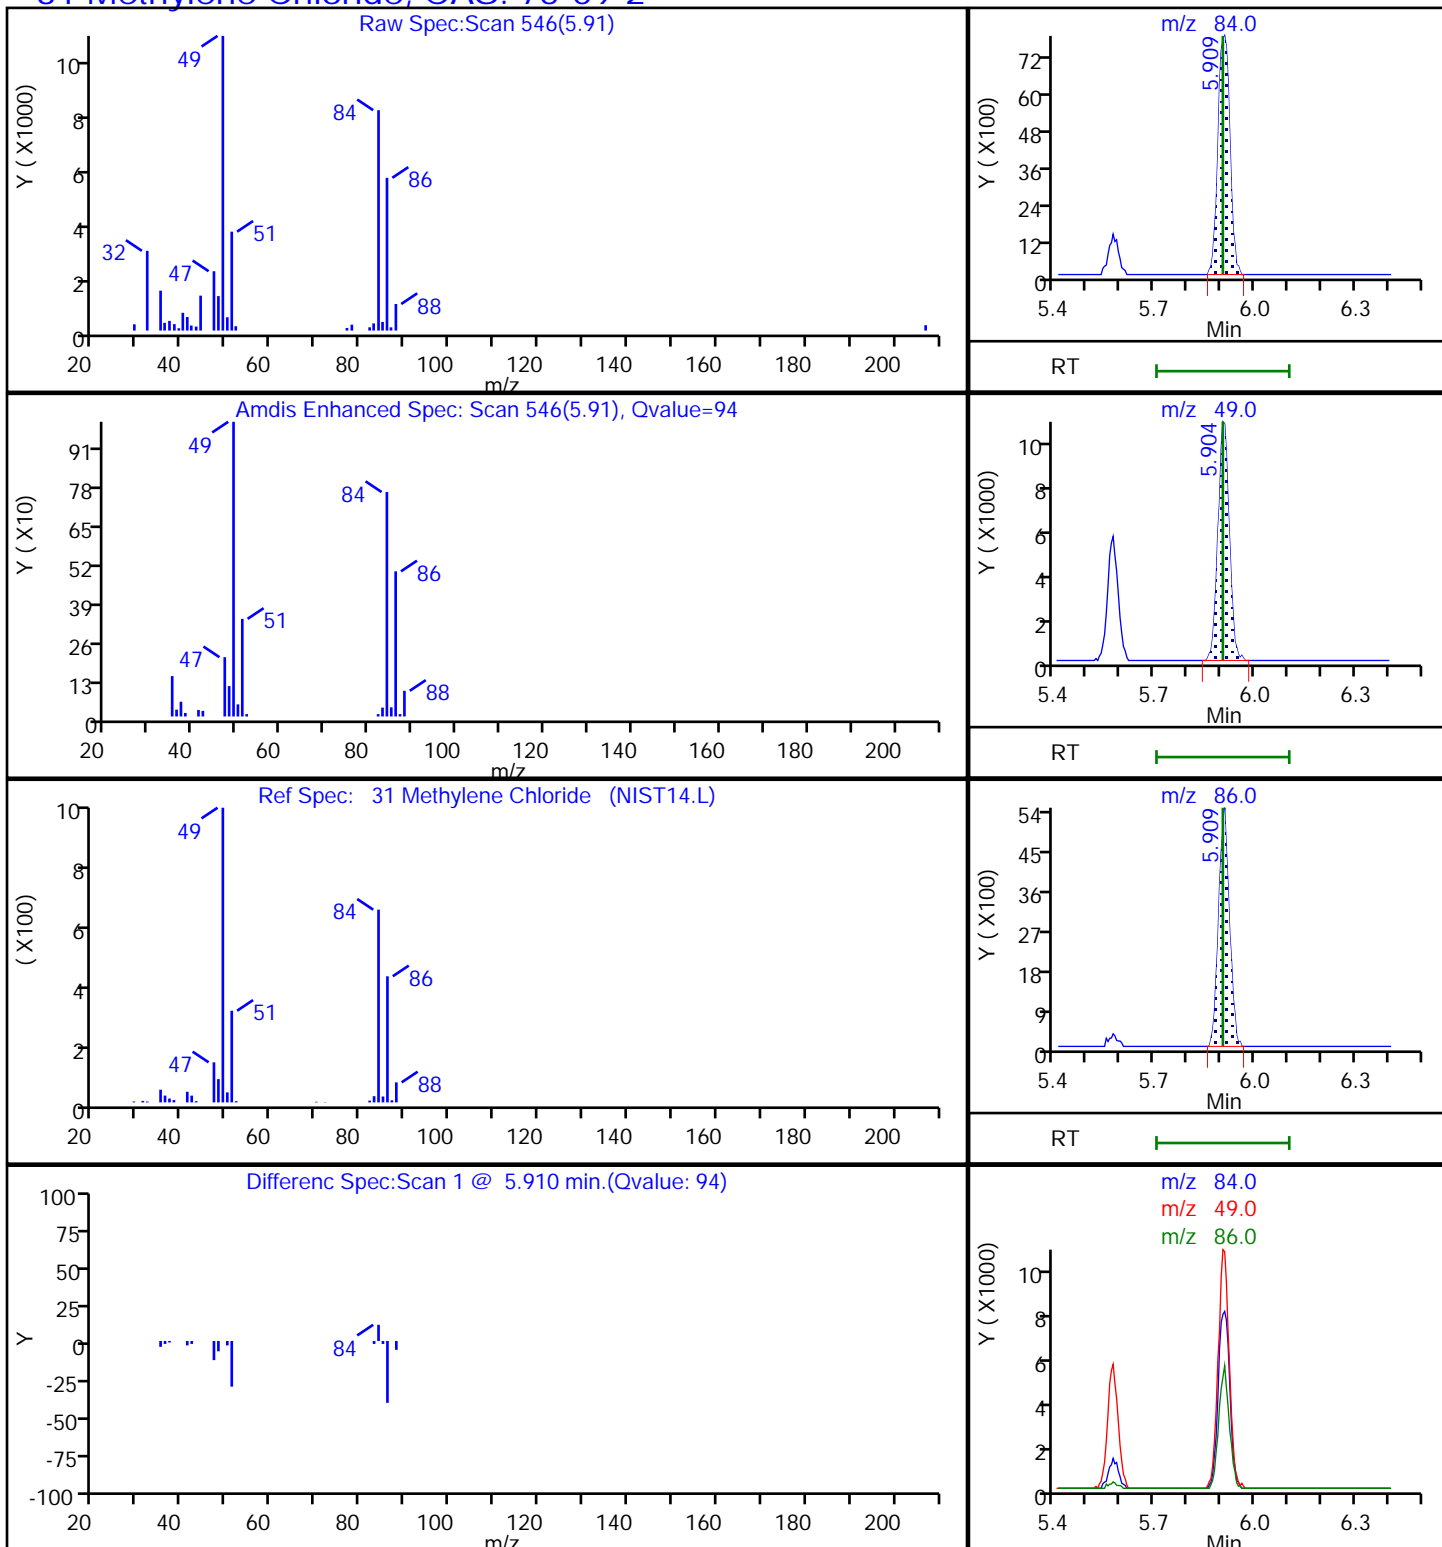 31 Methylene Chloride, CAS: 75-09-2
Raw Spec:Scan 546(5.91)
Y ( X1000)
10
8
6
4
2
0
49
84
86
51
32
47
88
20 40 60 80 100 120 140 160 180 200
m/z
m/z 84.0
Y ( X100)
72
60
48
36
24
12
0
5.909
5.4 5.7 6.0 6.3
Min
RT
Amdis Enhanced Spec: Scan 546(5.91), Qvalue=94
Y ( X10)
91
78
65
52
39
26
13
0
49
84
86
51
47
88
20 40 60 80 100 120 140 160 180 200
m/z
m/z 49.0
Y ( X1000)
10
8
6
4
2
0
5.904
5.4 5.7 6.0 6.3
Min
RT
Ref Spec: 31 Methylene Chloride (NIST14.L)
( X100)
10
8
6
4
2
0
49
84
86
51
47
88
20 40 60 80 100 120 140 160 180 200
m/z 86.0
Y ( X100)
54
45
36
27
18
9
0
5.909
5.4 5.7 6.0 6.3
Min
RT
Differenc Spec:Scan 1 @ 5.910 min.(Qvalue: 94)
Y
100
75
50
25
0
-25
-50
-75
-100
84
20 40 60 80 100 120 140 160 180 200
m/z
m/z 84.0
m/z 49.0
m/z 86.0
Y ( X1000)
10
8
6
4
2
0
5.4 5.7 6.0 6.3
Min